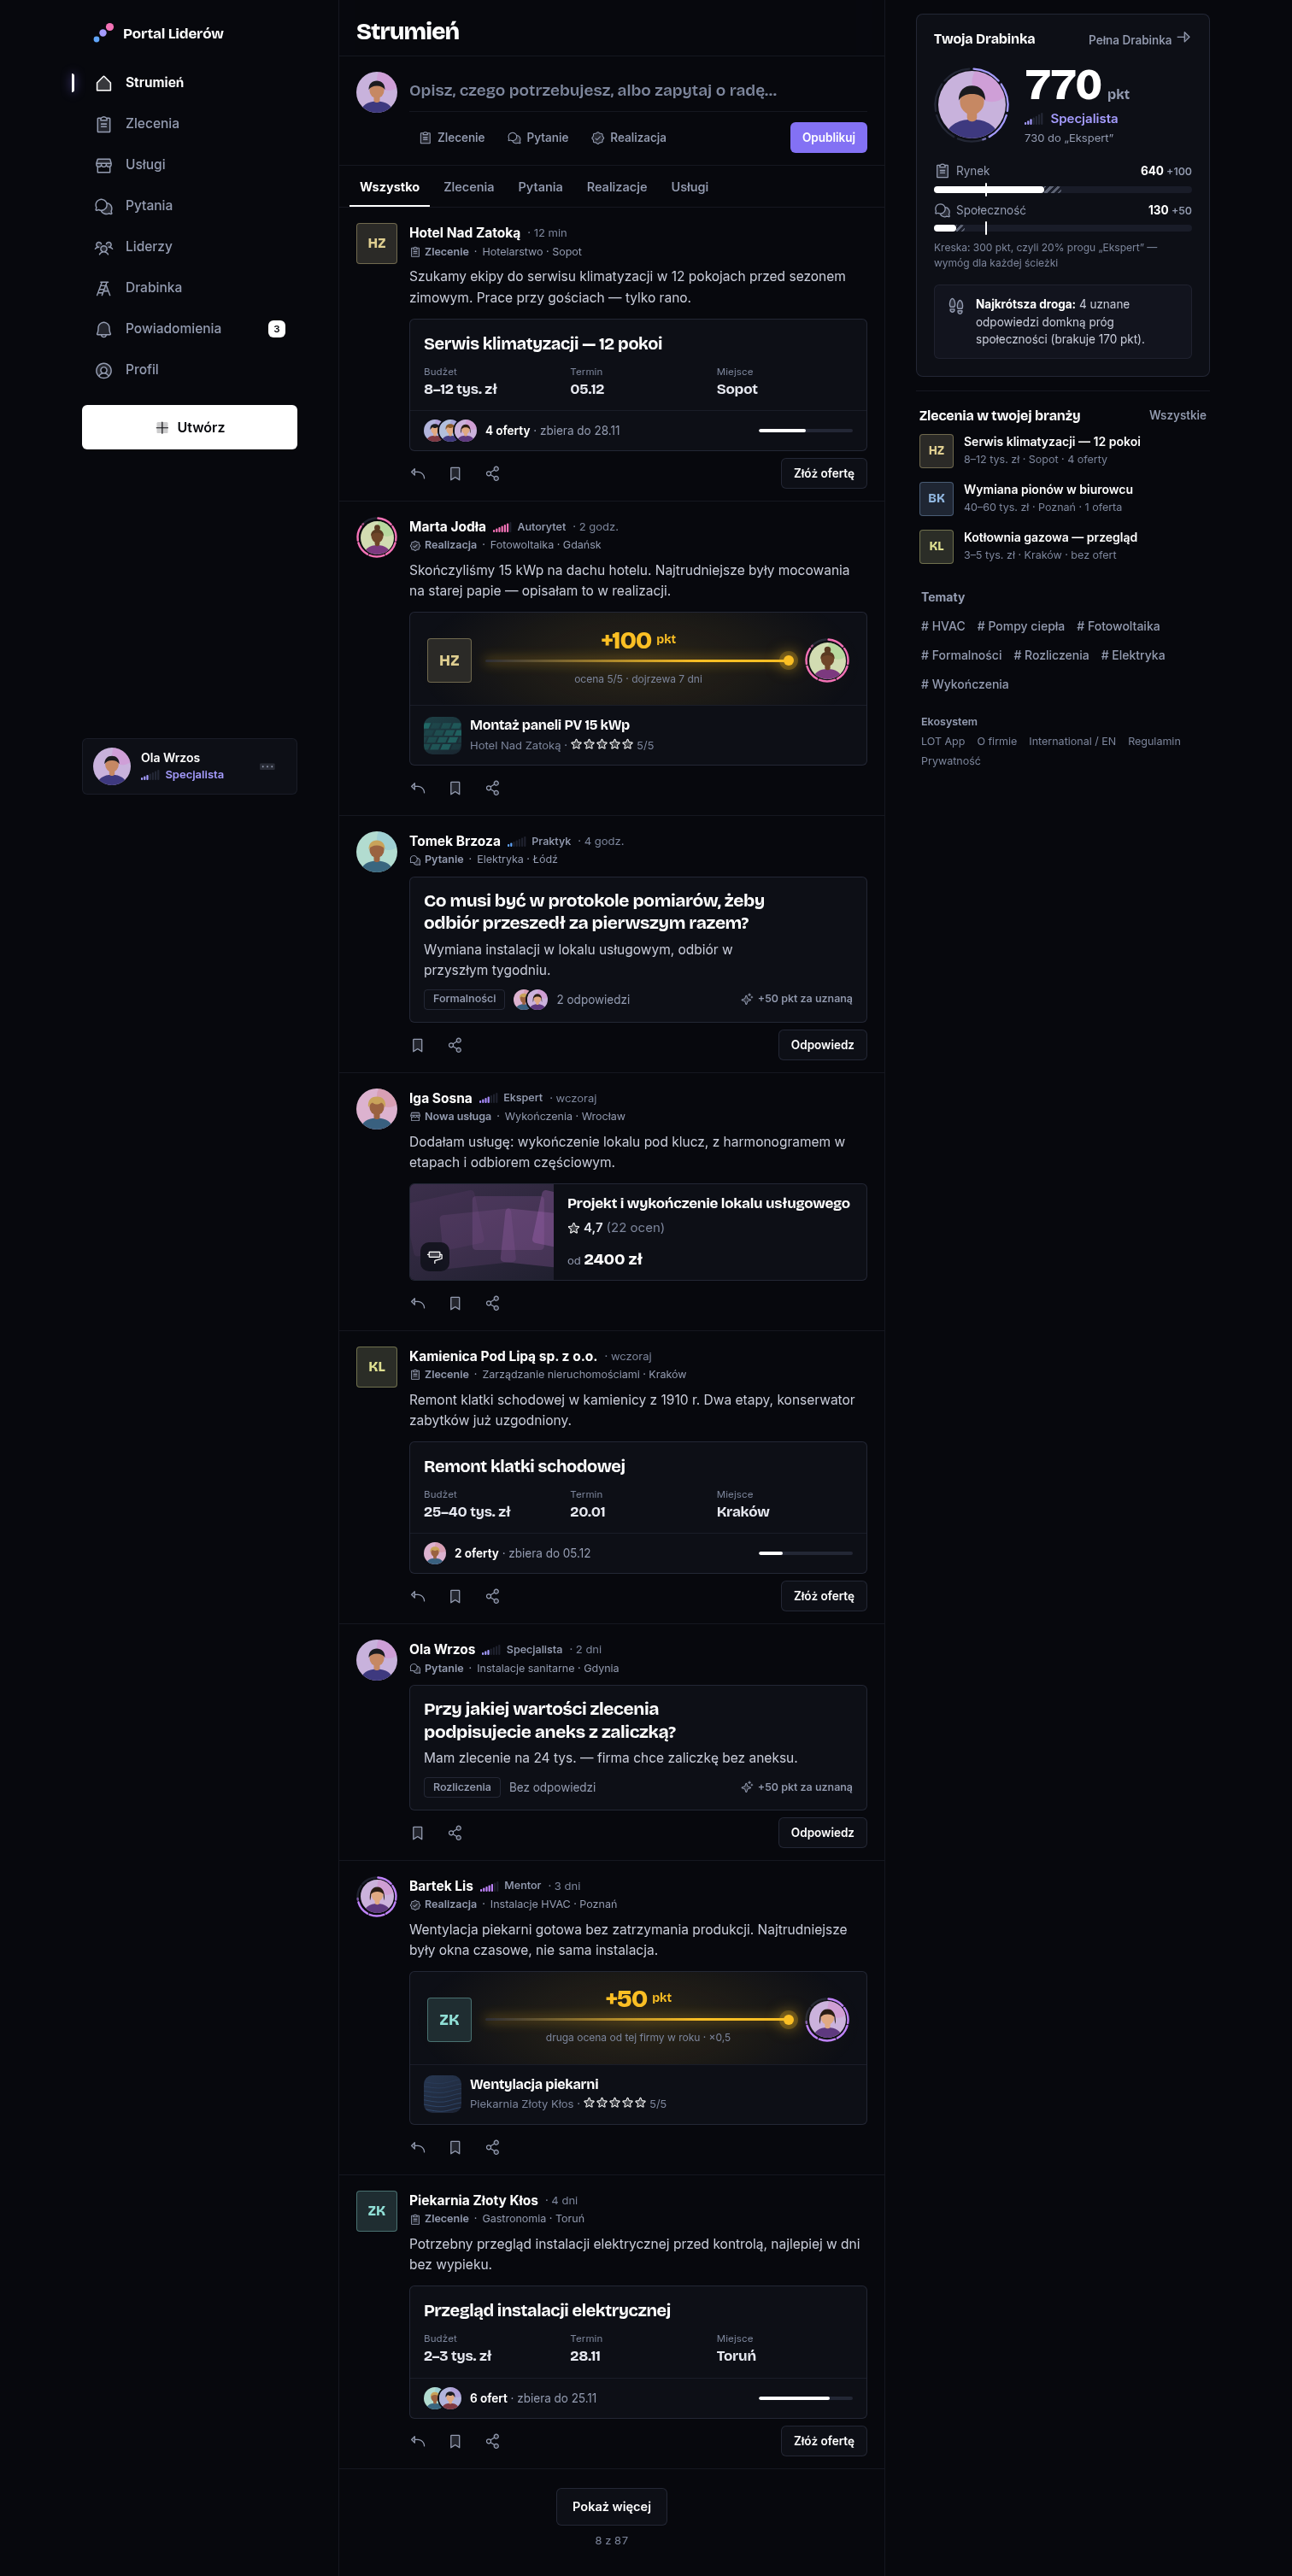 Portal Liderów
Strumień
Zlecenia
Usługi
Pytania
Liderzy
Drabinka
Powiadomienia 3
Profil
Utwórz
Ola Wrzos
Specjalista
Strumień
Opisz, czego potrzebujesz, albo zapytaj o radę...
Zlecenie Pytanie Realizacja Opublikuj
Wszystko Zlecenia Pytania Realizacje Usługi
HZ
Hotel Nad Zatoką · 12 min
Zlecenie · Hotelarstwo · Sopot
Szukamy ekipy do serwisu klimatyzacji w 12 pokojach przed sezonem
zimowym. Prace przy gościach — tylko rano.
Serwis klimatyzacji — 12 pokoi
Budżet Termin Miejsce
8–12 tys. zł 05.12 Sopot
4 oferty · zbiera do 28.11
Złóż ofertę
Marta Jodła Autorytet · 2 godz.
Realizacja · Fotowoltaika · Gdańsk
Skończyliśmy 15 kWp na dachu hotelu. Najtrudniejsze były mocowania
na starej papie — opisałam to w realizacji.
HZ
+100 pkt
ocena 5/5 · dojrzewa 7 dni
Montaż paneli PV 15 kWp
Hotel Nad Zatoką · 5/5
Tomek Brzoza Praktyk · 4 godz.
Pytanie · Elektryka · Łódź
Co musi być w protokole pomiarów, żeby
odbiór przeszedł za pierwszym razem?
Wymiana instalacji w lokalu usługowym, odbiór w
przyszłym tygodniu.
Formalności 2 odpowiedzi +50 pkt za uznaną
Odpowiedz
Iga Sosna Ekspert · wczoraj
Nowa usługa · Wykończenia · Wrocław
Dodałam usługę: wykończenie lokalu pod klucz, z harmonogramem w
etapach i odbiorem częściowym.
Projekt i wykończenie lokalu usługowego
4,7 (22 ocen)
od 2400 zł
KL
Kamienica Pod Lipą sp. z o.o. · wczoraj
Zlecenie · Zarządzanie nieruchomościami · Kraków
Remont klatki schodowej w kamienicy z 1910 r. Dwa etapy, konserwator
zabytków już uzgodniony.
Remont klatki schodowej
Budżet Termin Miejsce
25–40 tys. zł 20.01 Kraków
2 oferty · zbiera do 05.12
Złóż ofertę
Ola Wrzos Specjalista · 2 dni
Pytanie · Instalacje sanitarne · Gdynia
Przy jakiej wartości zlecenia
podpisujecie aneks z zaliczką?
Mam zlecenie na 24 tys. — firma chce zaliczkę bez aneksu.
Rozliczenia Bez odpowiedzi +50 pkt za uznaną
Odpowiedz
Bartek Lis Mentor · 3 dni
Realizacja · Instalacje HVAC · Poznań
Wentylacja piekarni gotowa bez zatrzymania produkcji. Najtrudniejsze
były okna czasowe, nie sama instalacja.
ZK
+50 pkt
druga ocena od tej firmy w roku · ×0,5
Wentylacja piekarni
Piekarnia Złoty Kłos · 5/5
ZK
Piekarnia Złoty Kłos · 4 dni
Zlecenie · Gastronomia · Toruń
Potrzebny przegląd instalacji elektrycznej przed kontrolą, najlepiej w dni
bez wypieku.
Przegląd instalacji elektrycznej
Budżet Termin Miejsce
2–3 tys. zł 28.11 Toruń
6 ofert · zbiera do 25.11
Złóż ofertę
Pokaż więcej
8 z 87
Twoja Drabinka Pełna Drabinka
770 pkt
Specjalista
730 do „Ekspert”
Rynek 640 +100
Społeczność 130 +50
Kreska: 300 pkt, czyli 20% progu „Ekspert” —
wymóg dla każdej ścieżki
Najkrótsza droga: 4 uznane
odpowiedzi domkną próg
społeczności (brakuje 170 pkt).
Zlecenia w twojej branży Wszystkie
HZ
Serwis klimatyzacji — 12 pokoi
8–12 tys. zł · Sopot · 4 oferty
BK
Wymiana pionów w biurowcu
40–60 tys. zł · Poznań · 1 oferta
KL
Kotłownia gazowa — przegląd
3–5 tys. zł · Kraków · bez ofert
Tematy
# HVAC # Pompy ciepła # Fotowoltaika
# Formalności # Rozliczenia # Elektryka
# Wykończenia
Ekosystem
LOT App O firmie International / EN Regulamin
Prywatność